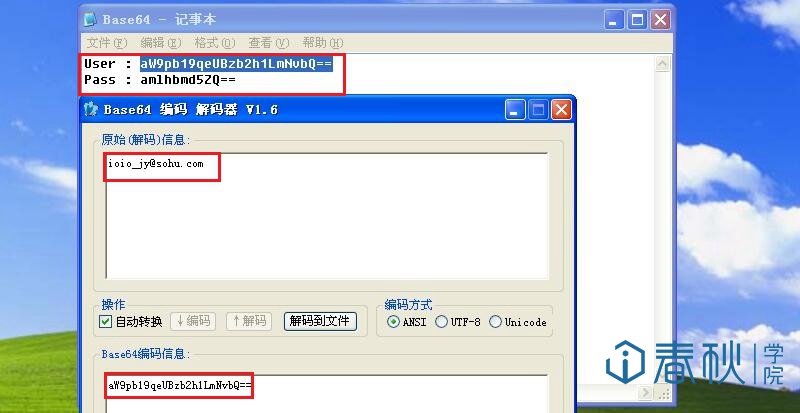 Base64 - 记事本
文件(F) 编辑(E) 格式(O) 查看(V) 帮助(H)
User : aW9pb19qeUBzb2h1LmNvbQ==
Pass : amlhbmd5ZQ==
Base64 编码 解码器 V1.6
原始(解码)信息:
ioio_jy@sohu.com
操作
自动转换 ↓编码 ↑解码 解码到文件
编码方式
ANSI UTF-8 Unicode
Base64编码信息:
aW9pb19qeUBzb2h1LmNvbQ==
春秋学院